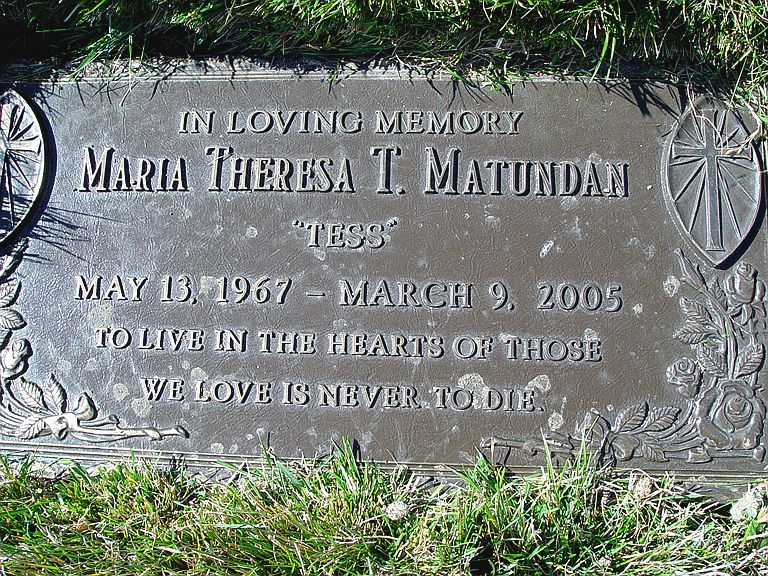 IN LOVING MEMORY
MARIA THERESA T. MATUNDAN
"TESS"
MAY 13, 1967 – MARCH 9, 2005
TO LIVE IN THE HEARTS OF THOSE
WE LOVE IS NEVER TO DIE.